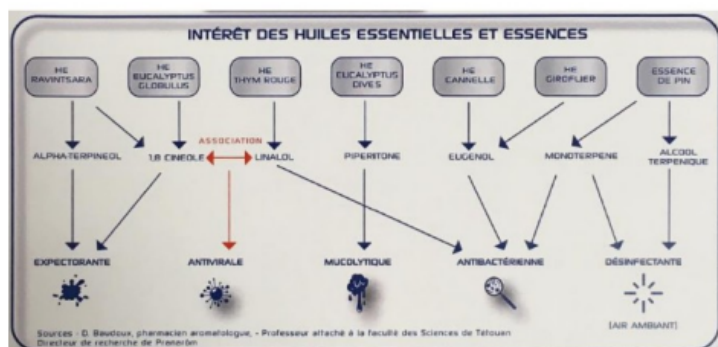 INTÉRÊT DES HUILES ESSENTIELLES ET ESSENCES
HE
RAVINTSARA
HE
EUCALYPTUS
GLOBULUS
HE
THYM ROUGE
HE
EUCALYPTUS
DIVES
HE
CANNELLE
HE
GIROFLIER
ESSENCE
DE PIN
ASSOCIATION
ALPHA-TERPINEOL
1,8 CINEOLE
LINALOL
PIPERITONE
EUGENOL
MONOTERPENE
ALCOOL
TERPENIQUE
EXPECTORANTE
ANTIVIRALE
MUCOLYTIQUE
ANTIBACTÉRIENNE
DÉSINFECTANTE
(AIR AMBIANT)
Sources : D. Baudoux, pharmacien aromatologue, - Professeur attaché à la faculté des Sciences de Tétouan.
Directeur de recherche de Pranarôm